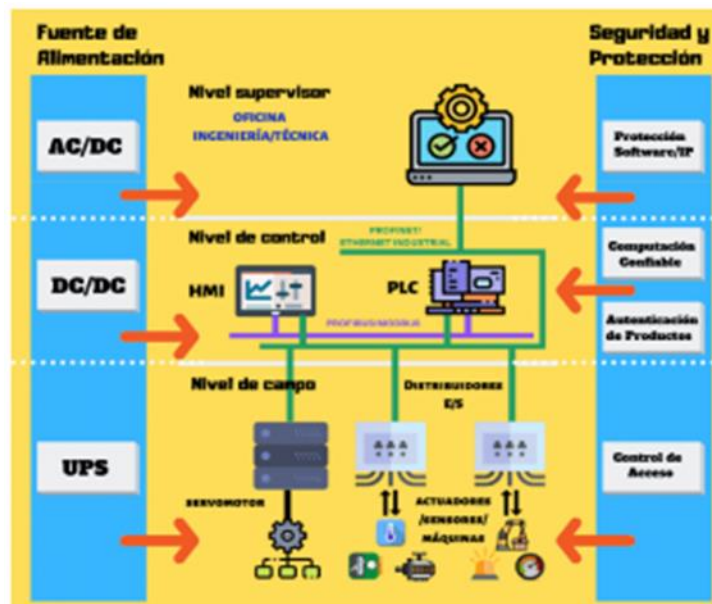 Fuente de
Alimentación
Seguridad y
Protección
Nivel supervisor
OFICINA
INGENIERÍA/TÉCNICA
AC/DC
Protección
Software/IP
Nivel de control
PROFINET/
ETHERNET INDUSTRIAL
Computación
Confiable
DC/DC
HMI
PLC
PROFIBUS/MODBUS
Autenticación
de Productos
Nivel de canpo
DISTRIBUIDORES
E/S
UPS
Control de
Acceso
SERVOMOTOR
ACTUADORES
/SENSORES/
MÁQUINAS